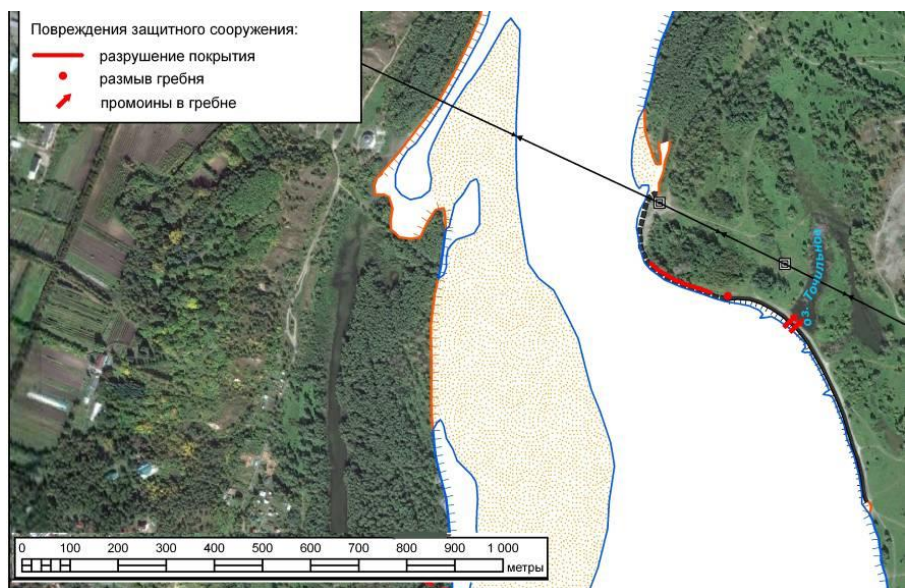 Повреждения защитного сооружения:
разрушение покрытия
размыв гребня
промоины в гребне
оз. Точильное
0 100 200 300 400 500 600 700 800 900 1 000
метры